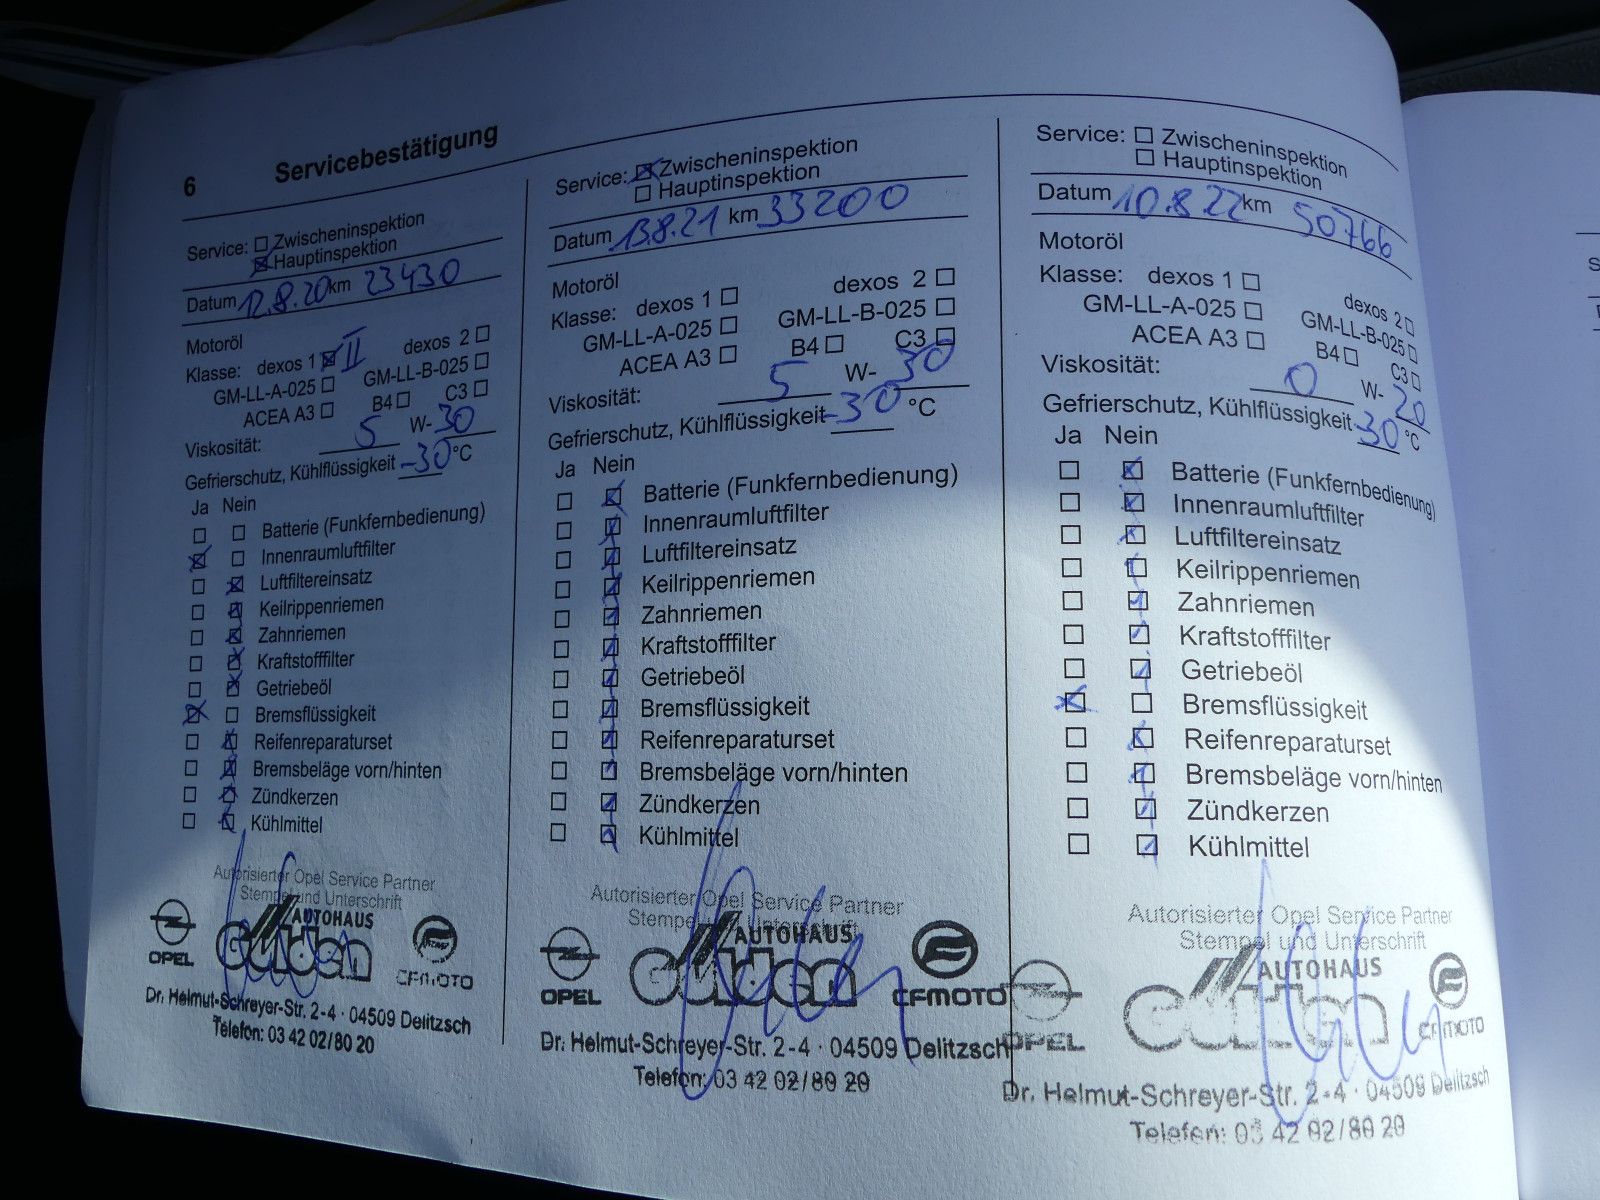 6 Servicebestätigung
Service: Zwischeninspektion
Hauptinspektion
Datum 12.8.20 km 23430
Motoröl
Klasse: dexos 1 II dexos 2
GM-LL-A-025 GM-LL-B-025
ACEA A3 B4 C3
Viskosität: 5 W- 30
Gefrierschutz, Kühlflüssigkeit -30 °C
Ja Nein
Batterie (Funkfernbedienung)
Innenraumluftfilter
Luftfiltereinsatz
Keilrippenriemen
Zahnriemen
Kraftstofffilter
Getriebeöl
Bremsflüssigkeit
Reifenreparaturset
Bremsbeläge vorn/hinten
Zündkerzen
Kühlmittel
Autorisierter Opel Service Partner
Stempel und Unterschrift
OPEL
AUTOHAUS
CFMOTO
Dr. Helmut-Schreyer-Str. 2-4 · 04509 Delitzsch
Telefon: 03 42 02/80 20
Service: Zwischeninspektion
Hauptinspektion
Datum 13.8.21 km 33200
Motoröl
Klasse: dexos 1 dexos 2
GM-LL-A-025 GM-LL-B-025
ACEA A3 B4 C3
Viskosität: 5 W- 30
Gefrierschutz, Kühlflüssigkeit -30 °C
Ja Nein
Batterie (Funkfernbedienung)
Innenraumluftfilter
Luftfiltereinsatz
Keilrippenriemen
Zahnriemen
Kraftstofffilter
Getriebeöl
Bremsflüssigkeit
Reifenreparaturset
Bremsbeläge vorn/hinten
Zündkerzen
Kühlmittel
Autorisierter Opel Service Partner
Stempel und Unterschrift
OPEL
AUTOHAUS
CFMOTO
Dr. Helmut-Schreyer-Str. 2-4 · 04509 Delitzsch
Telefon: 03 42 02/80 20
Service: Zwischeninspektion
Hauptinspektion
Datum 10.8.22 km 50766
Motoröl
Klasse: dexos 1 dexos 2
GM-LL-A-025 GM-LL-B-025
ACEA A3 B4 C3
Viskosität: 0 W- 20
Gefrierschutz, Kühlflüssigkeit -30 °C
Ja Nein
Batterie (Funkfernbedienung)
Innenraumluftfilter
Luftfiltereinsatz
Keilrippenriemen
Zahnriemen
Kraftstofffilter
Getriebeöl
Bremsflüssigkeit
Reifenreparaturset
Bremsbeläge vorn/hinten
Zündkerzen
Kühlmittel
Autorisierter Opel Service Partner
Stempel und Unterschrift
OPEL
AUTOHAUS
CFMOTO
Dr. Helmut-Schreyer-Str. 2-4 · 04509 Delitzsch
Telefon: 03 42 02/80 20